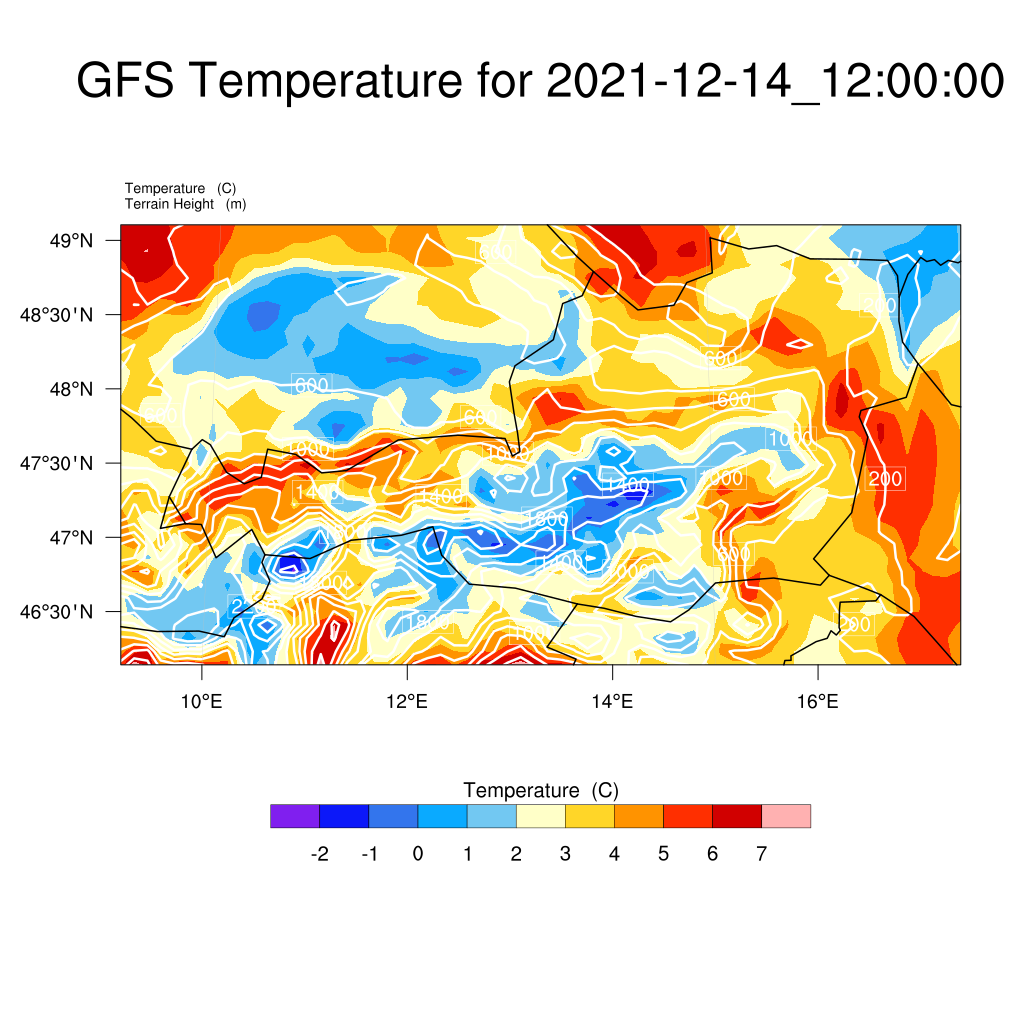 GFS Temperature for 2021-12-14_12:00:00
Temperature (C)
Terrain Height (m)
49°N
48°30'N
48°N
47°30'N
47°N
46°30'N
600
600
600
600
1000
1000
1400
1400
1400
1000
200
1800
600
1800
200
10°E 12°E 14°E 16°E
Temperature (C)
-2 -1 0 1 2 3 4 5 6 7